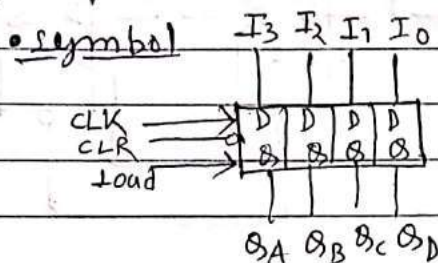 • symbol
I3 I2 I1 I0
CLK
CLR
Load
D D D D
Q Q Q Q
QA QB QC QD